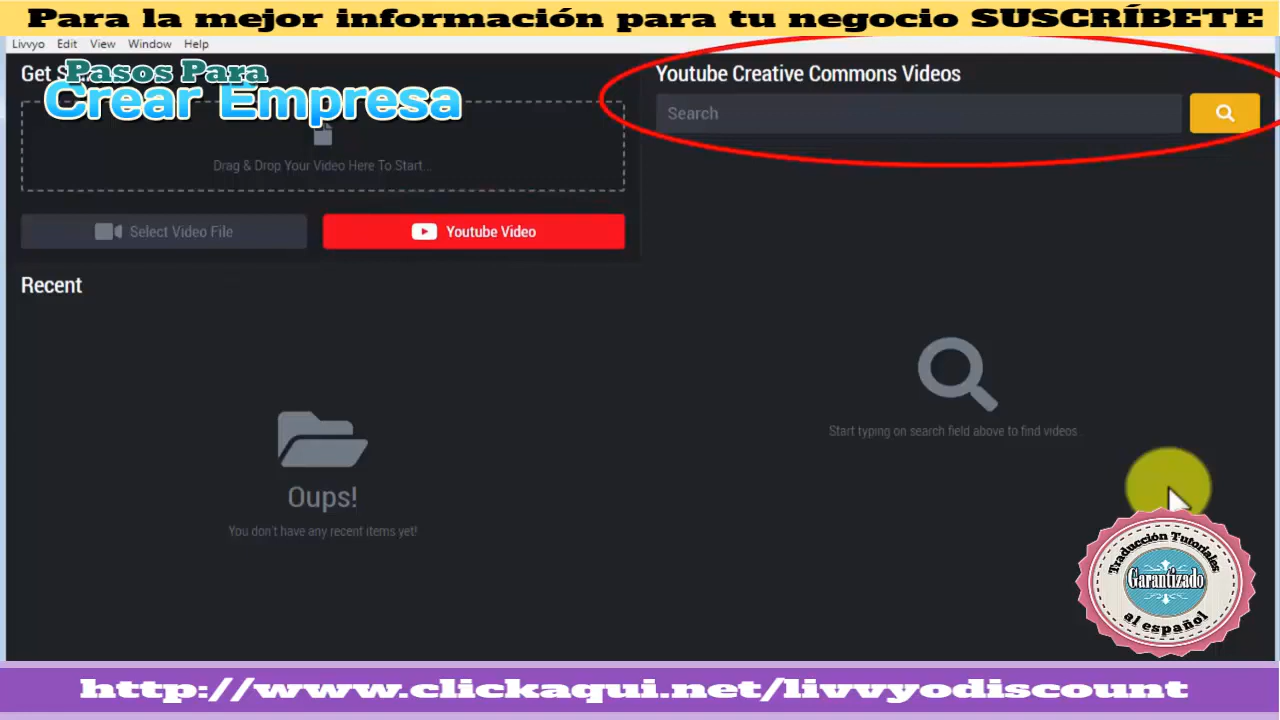 Para la mejor información para tu negocio SUSCRÍBETE
Livvyo Edit View Window Help
Get S
Pasos Para
Crear Empresa
Drag & Drop Your Video Here To Start...
Select Video File
Youtube Video
Recent
Oups!
You don't have any recent items yet!
Youtube Creative Commons Videos
Search
Start typing on search field above to find videos...
Traducción Tutoriales
Garantizado
al español
http://www.clickaqui.net/livvyodiscount